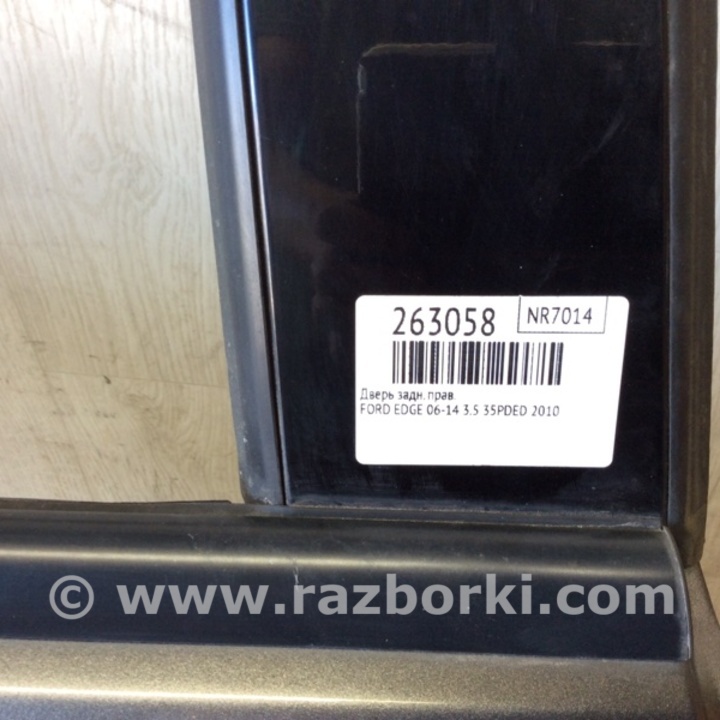 263058 NR7014
Дверь задн. прав.
FORD EDGE 06-14 3.5 35PDED 2010
© www.razborki.com